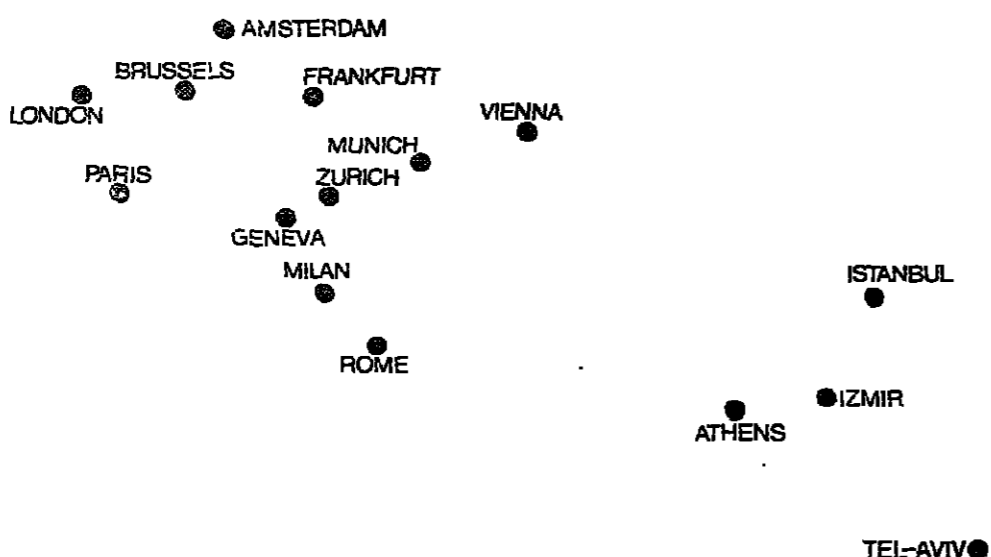 AMSTERDAM
BRUSSELS
FRANKFURT
LONDON
VIENNA
MUNICH
PARIS
ZURICH
GENEVA
MILAN
ISTANBUL
ROME
IZMIR
ATHENS
TEL-AVIV